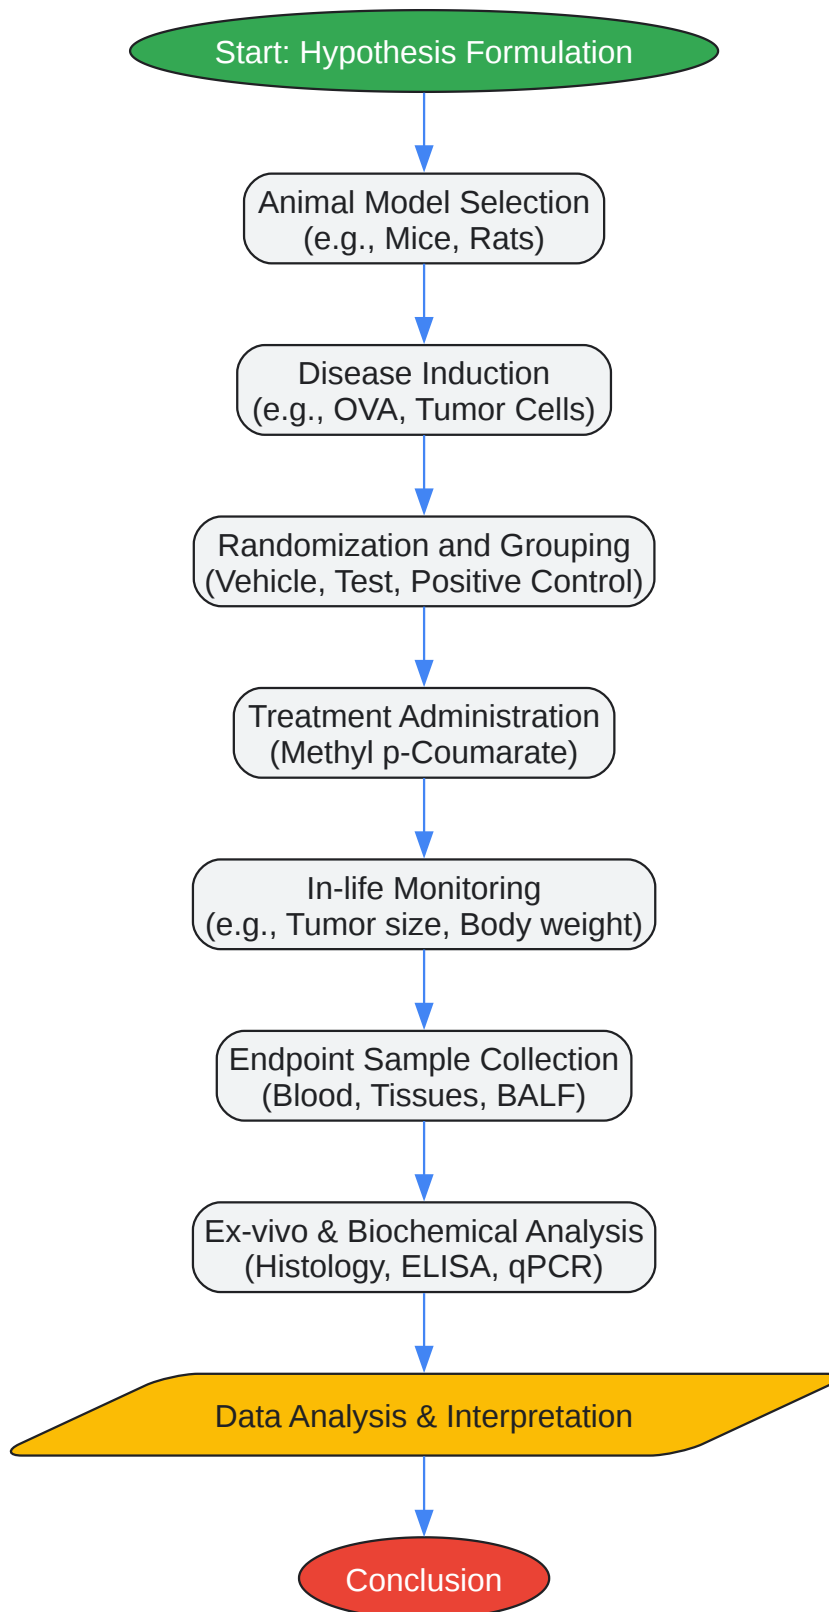 Start: Hypothesis Formulation
Animal Model Selection
(e.g., Mice, Rats)
Disease Induction
(e.g., OVA, Tumor Cells)
Randomization and Grouping
(Vehicle, Test, Positive Control)
Treatment Administration
(Methyl p-Coumarate)
In-life Monitoring
(e.g., Tumor size, Body weight)
Endpoint Sample Collection
(Blood, Tissues, BALF)
Ex-vivo & Biochemical Analysis
(Histology, ELISA, qPCR)
Data Analysis & Interpretation
Conclusion